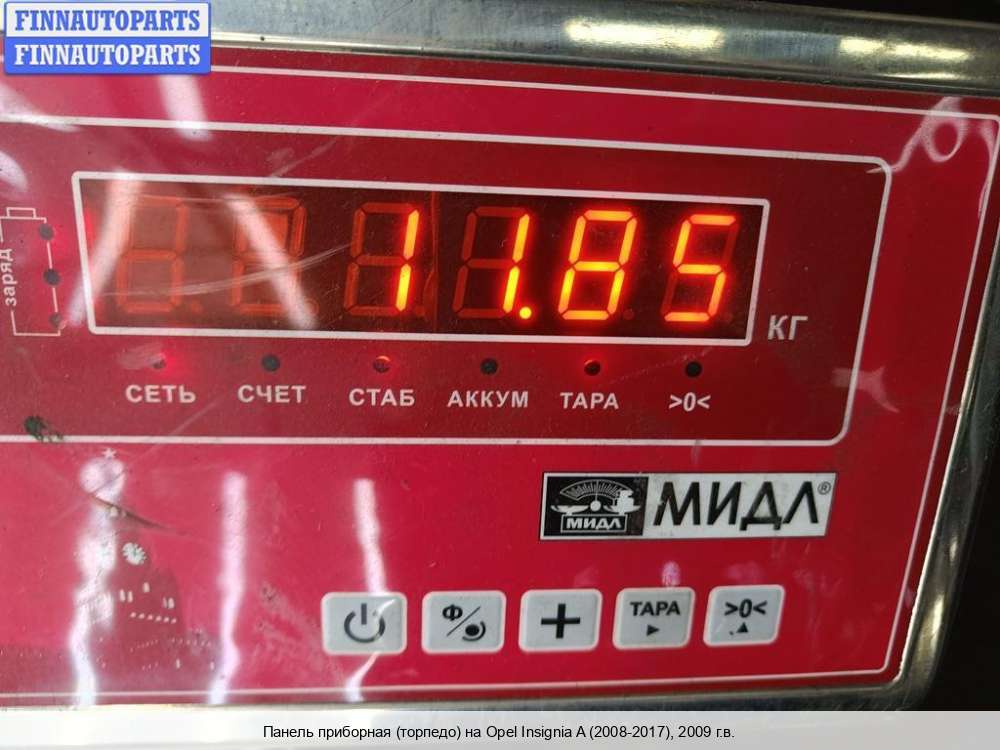 FINNAUTOPARTS
FINNAUTOPARTS
заряд
11.85
КГ
СЕТЬ СЧЕТ СТАБ АККУМ ТАРА >0<
МИДЛ
МИДЛ®
Ф ТАРА >0<
Панель приборная (торпедо) на Opel Insignia A (2008-2017), 2009 г.в.